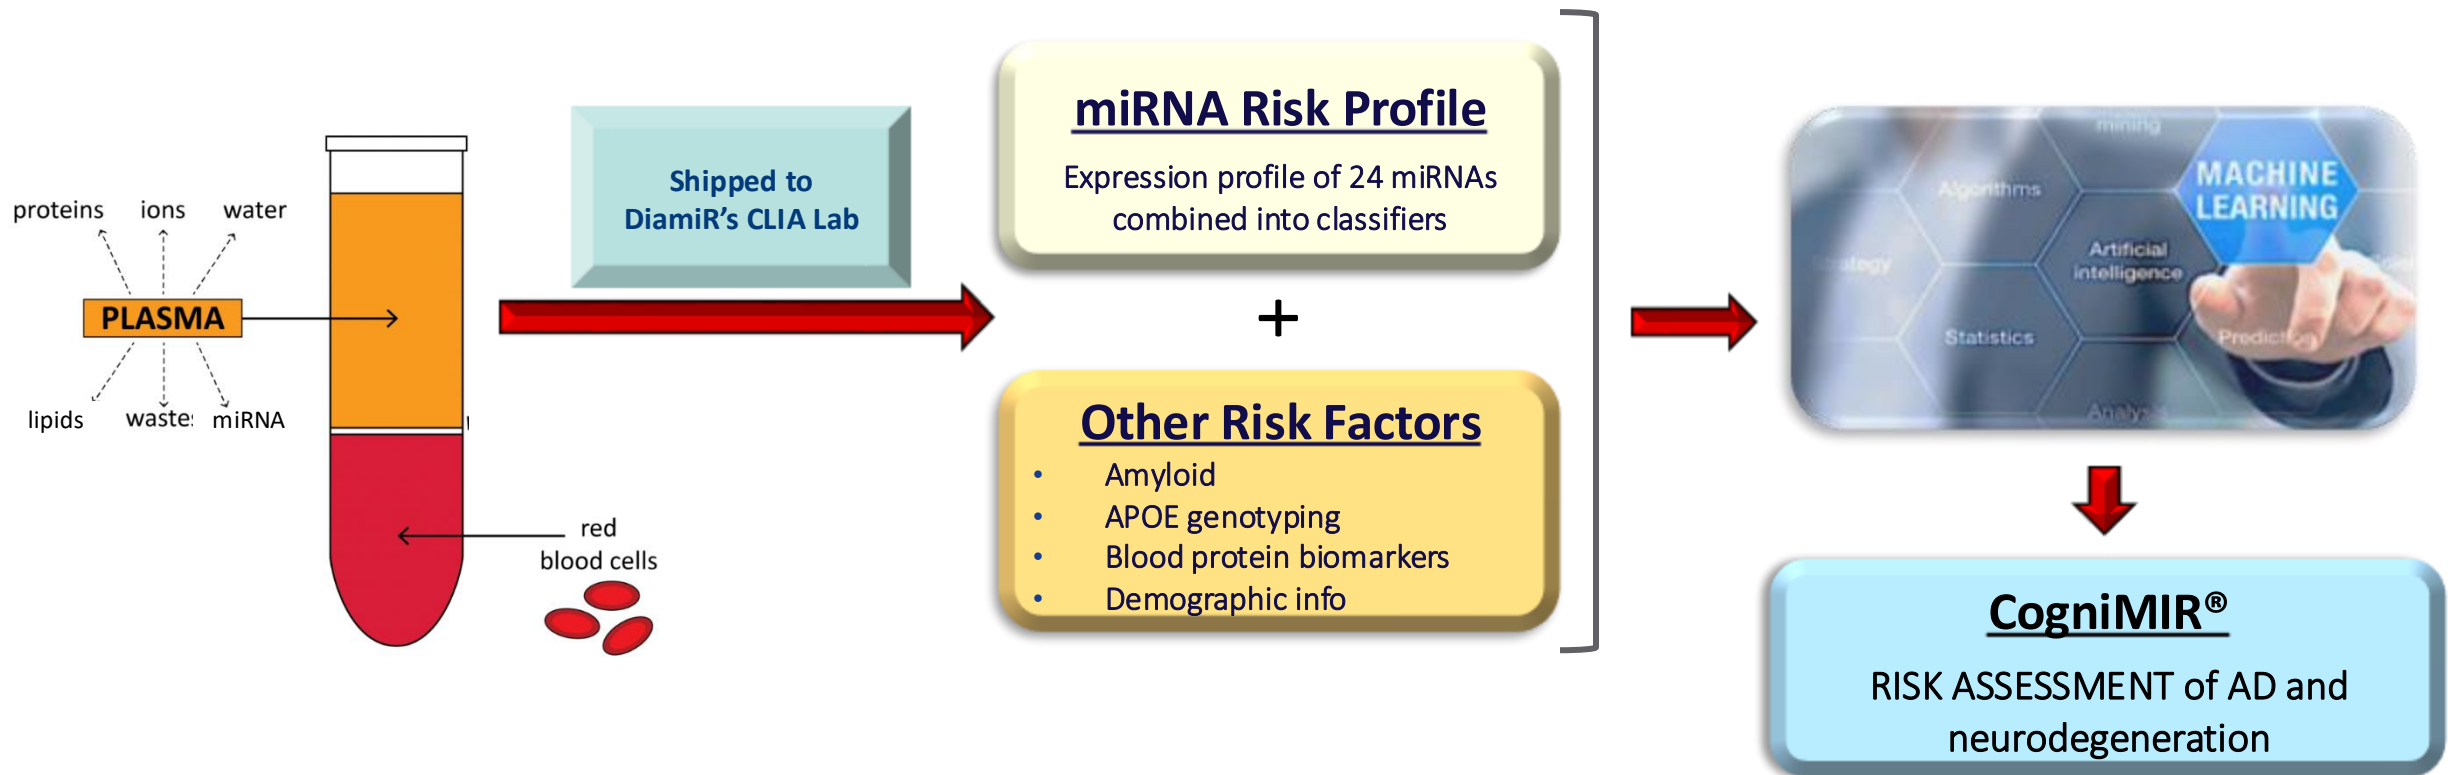 proteins ions water
PLASMA
lipids miRNA
red
blood cells
Shipped to
DiamiR's CLIA Lab
miRNA Risk Profile
Expression profile of 24 miRNAs
combined into classifiers
+
Other Risk Factors
• Amyloid
• APOE genotyping
• Blood protein biomarkers
• Demographic info
mining
MACHINE
LEARNING
Algorithms
Artificial
intelligence
Strategy
Statistics
Prediction
CogniMIR®
RISK ASSESSMENT of AD and
neurodegeneration